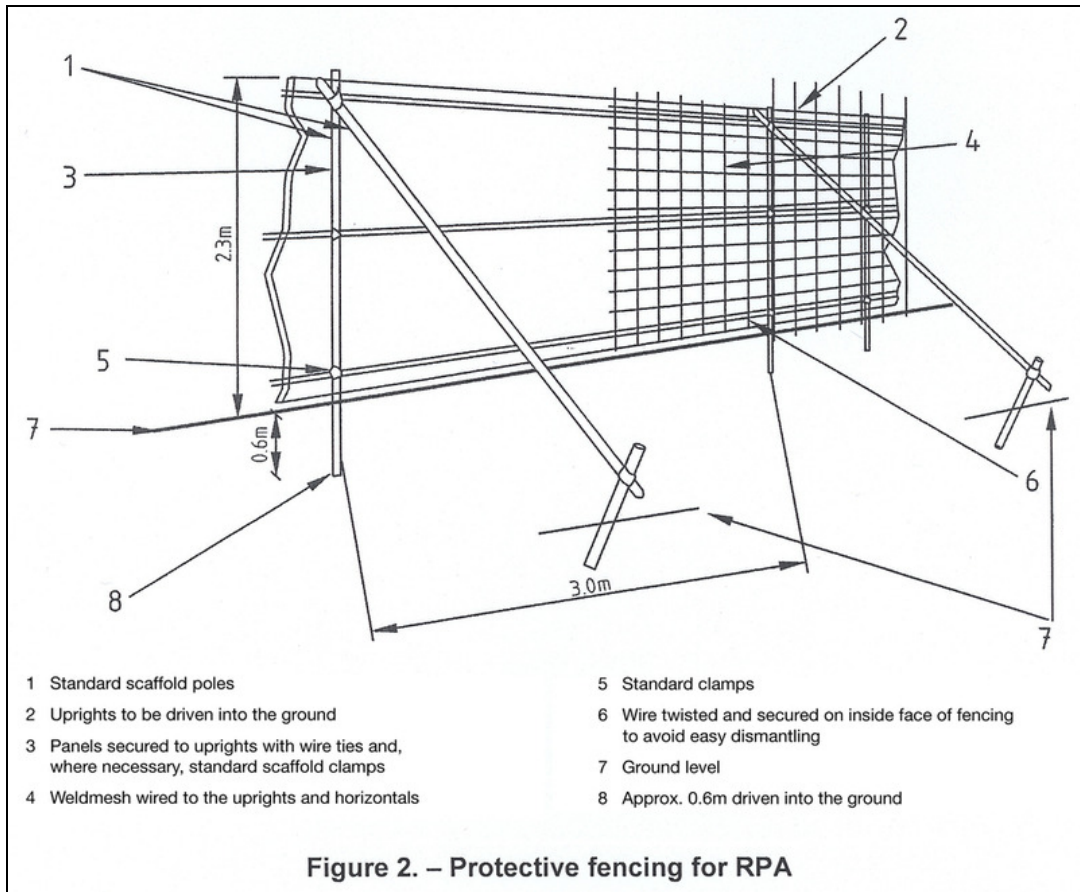 1
2
3
4
2.3m
5
7
0.6m
6
8
3.0m
7
1 Standard scaffold poles
2 Uprights to be driven into the ground
3 Panels secured to uprights with wire ties and,
where necessary, standard scaffold clamps
4 Weldmesh wired to the uprights and horizontals
5 Standard clamps
6 Wire twisted and secured on inside face of fencing
to avoid easy dismantling
7 Ground level
8 Approx. 0.6m driven into the ground
Figure 2. – Protective fencing for RPA